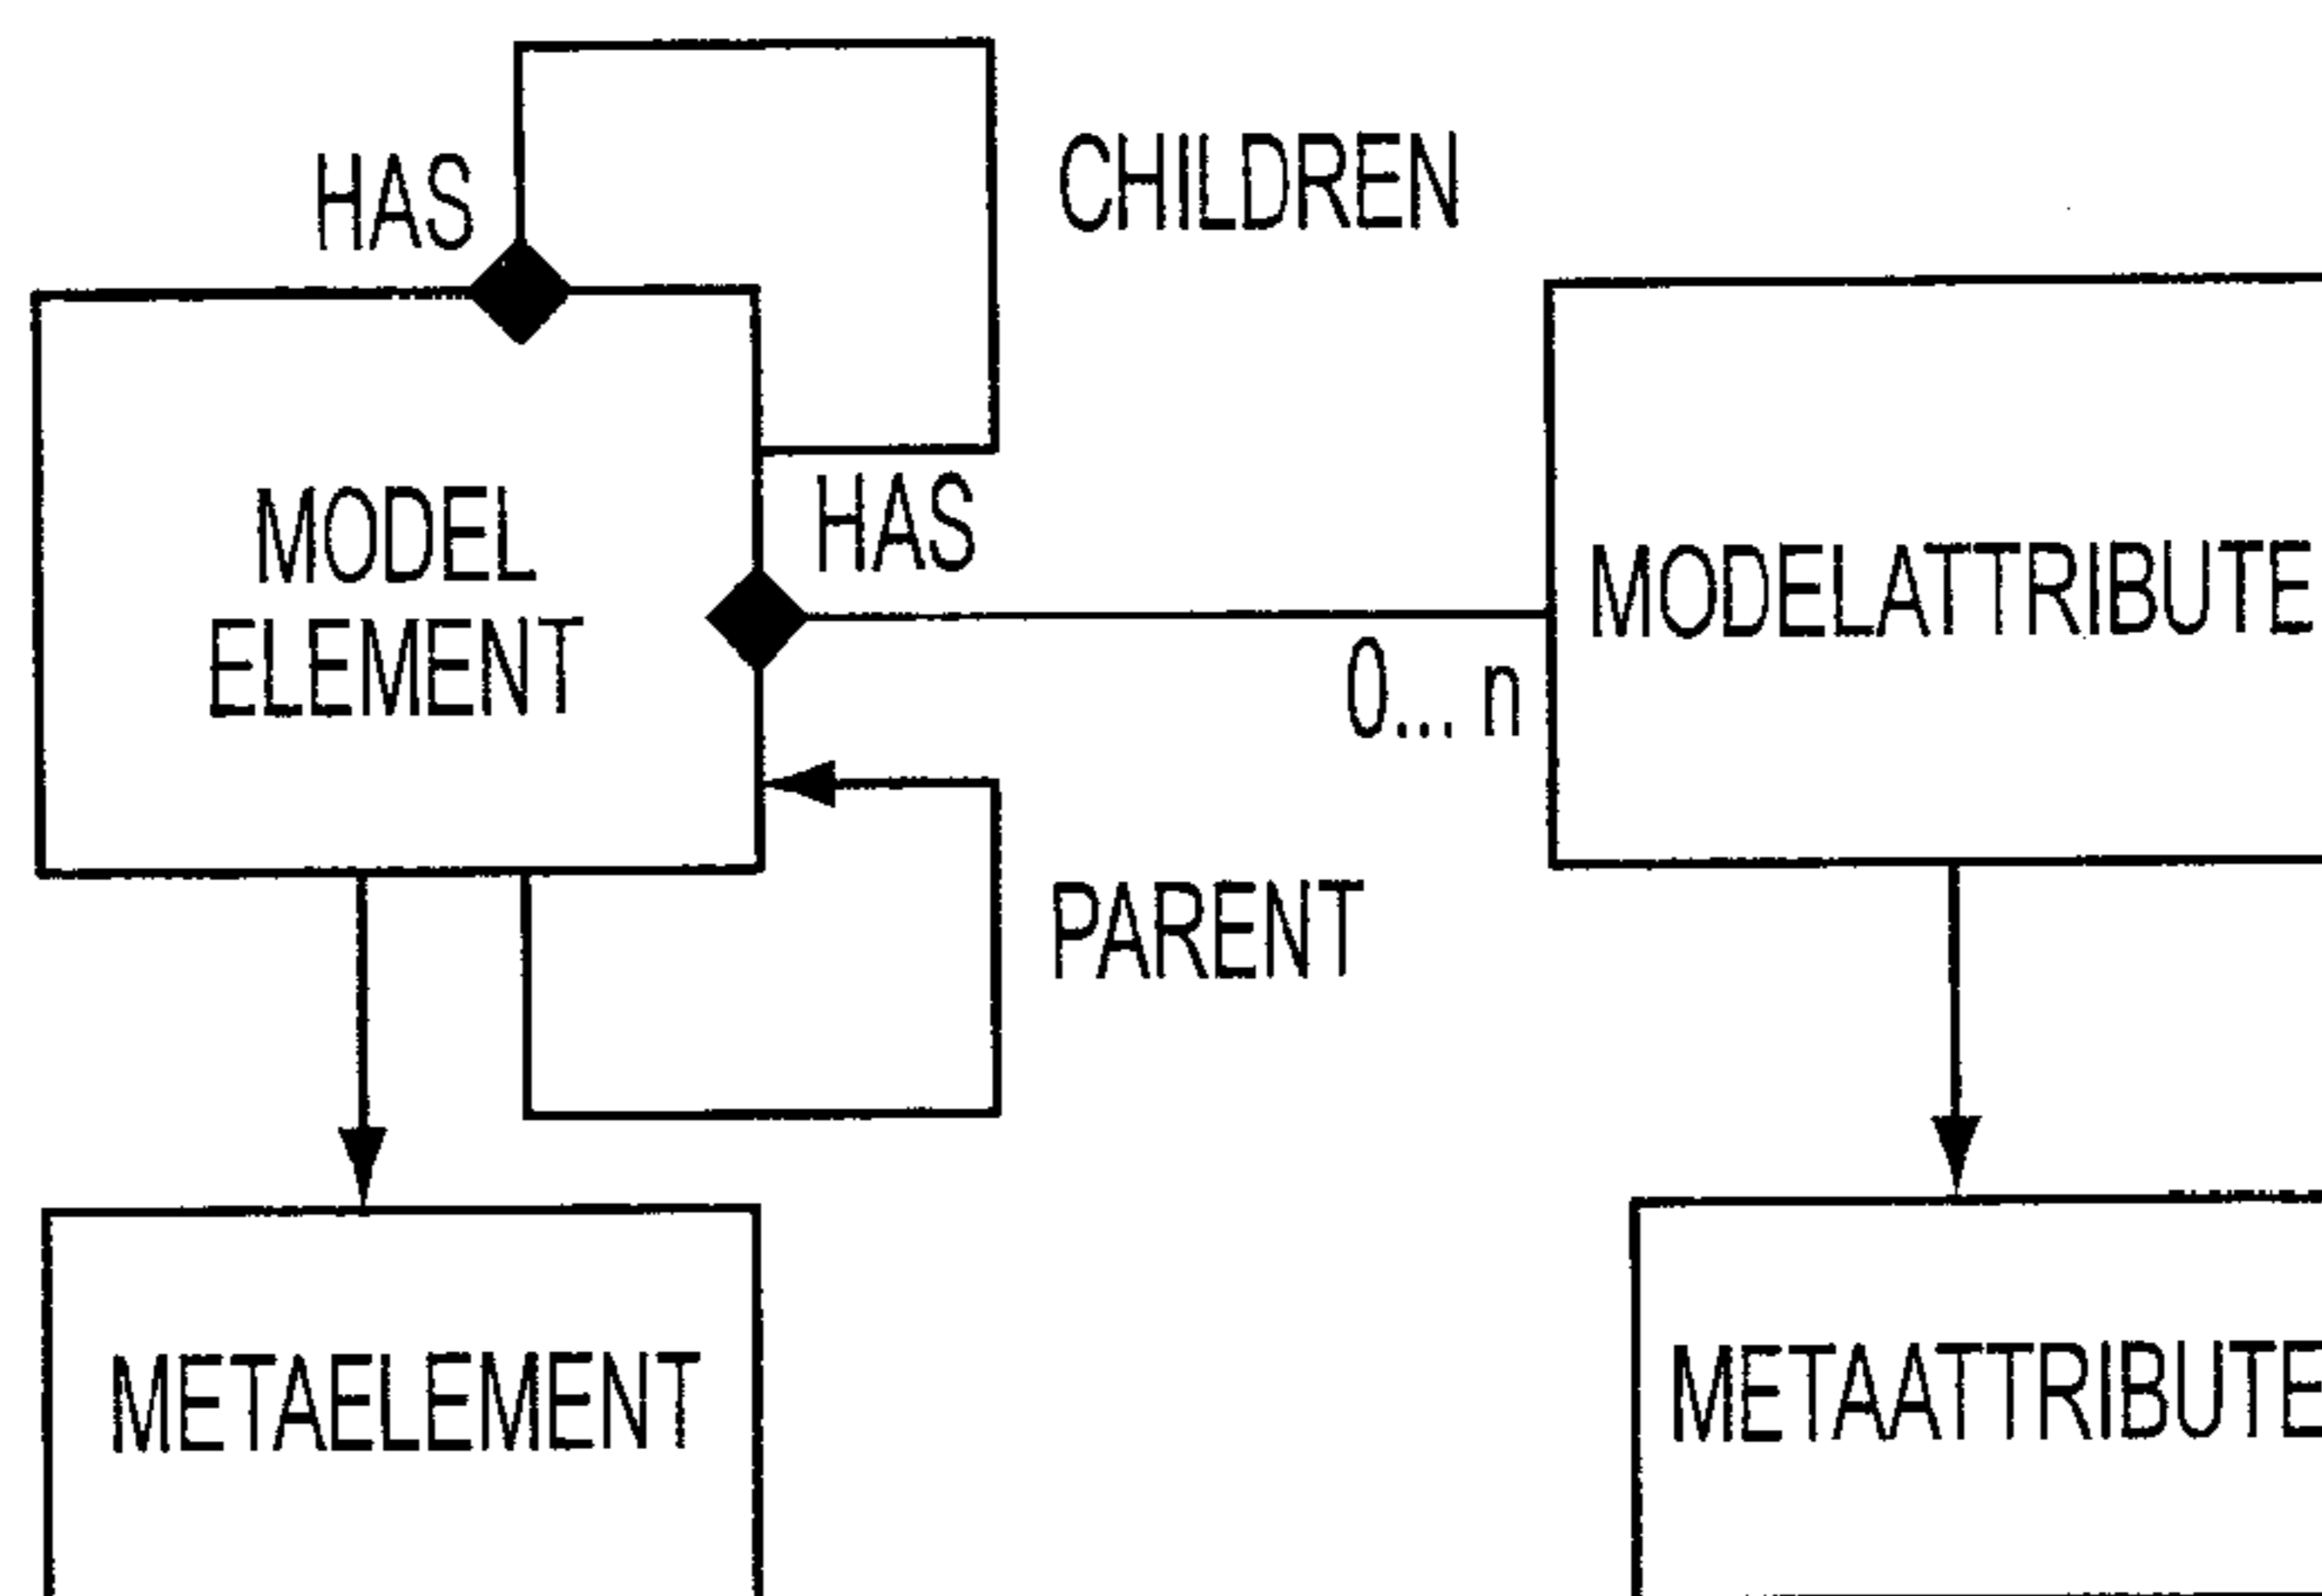 HAS
CHILDREN
MODEL
ELEMENT
HAS
MODELATTRIBUTE
0... n
PARENT
METAELEMENT
METAATTRIBUTE